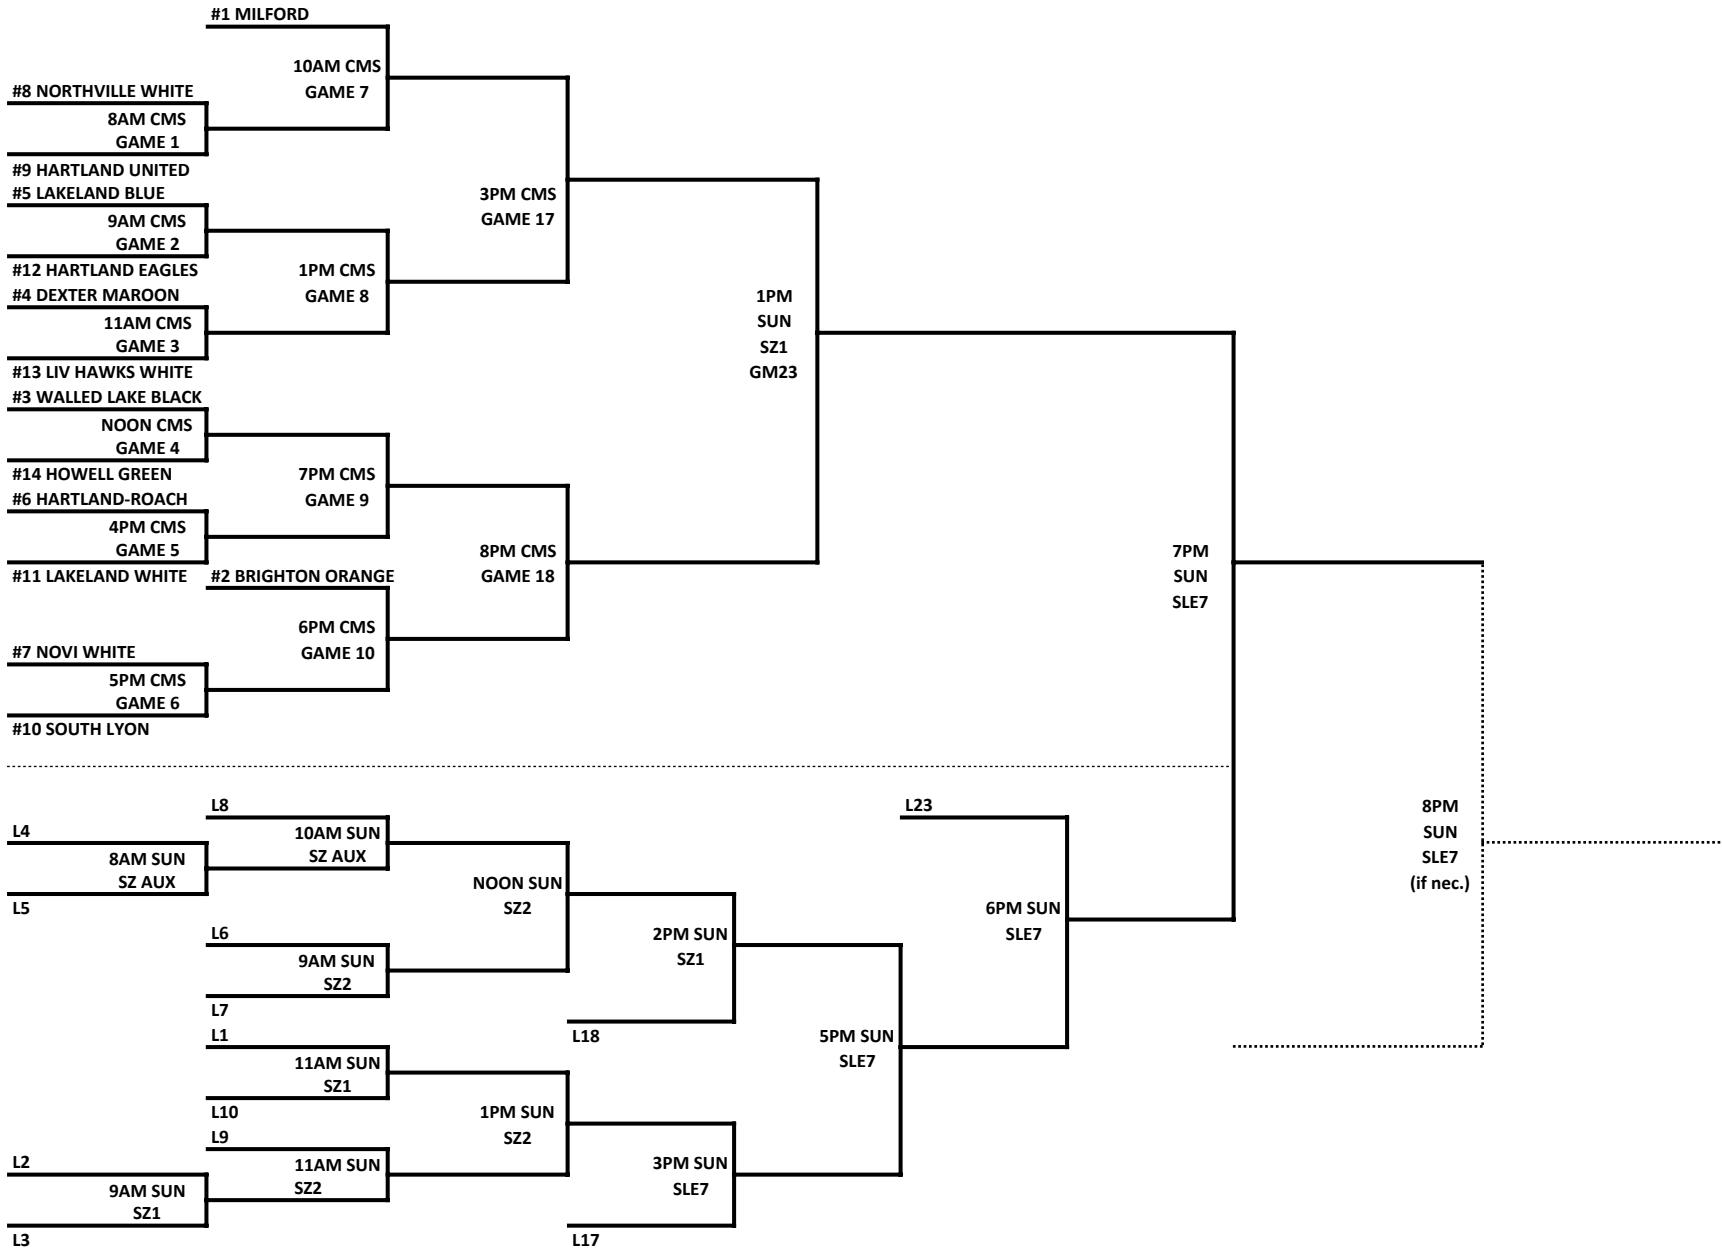 #1 MILFORD
10AM CMS
GAME 7
#8 NORTHVILLE WHITE
8AM CMS
GAME 1
#9 HARTLAND UNITED
#5 LAKELAND BLUE
9AM CMS
GAME 2
#12 HARTLAND EAGLES
3PM CMS
GAME 17
1PM CMS
GAME 8
#4 DEXTER MAROON
11AM CMS
GAME 3
#13 LIV HAWKS WHITE
1PM
SUN
SZ1
GM23
#3 WALLED LAKE BLACK
NOON CMS
GAME 4
#14 HOWELL GREEN
7PM CMS
GAME 9
#6 HARTLAND-ROACH
4PM CMS
GAME 5
#11 LAKELAND WHITE
8PM CMS
GAME 18
#2 BRIGHTON ORANGE
6PM CMS
GAME 10
7PM
SUN
SLE7
#7 NOVI WHITE
5PM CMS
GAME 6
#10 SOUTH LYON
L8
10AM SUN
SZ AUX
L4
8AM SUN
SZ AUX
L5
NOON SUN
SZ2
L23
8PM
SUN
SLE7
(if nec.)
L6
9AM SUN
SZ2
L7
2PM SUN
SZ1
6PM SUN
SLE7
L18
L1
11AM SUN
SZ1
L10
5PM SUN
SLE7
1PM SUN
SZ2
L9
11AM SUN
SZ2
L2
9AM SUN
SZ1
L3
3PM SUN
SLE7
L17